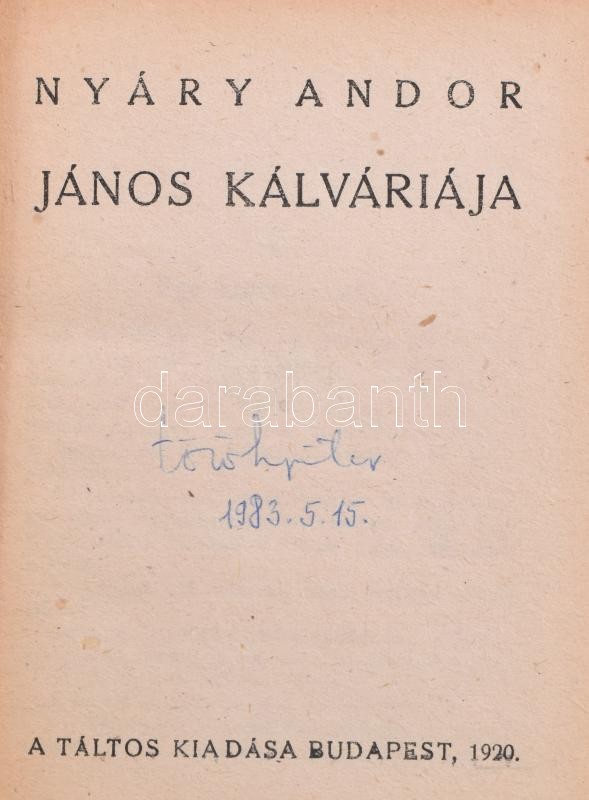 NYÁRY ANDOR
JÁNOS KÁLVÁRIÁJA
darabanth
1983. 5. 15.
A TÁLTOS KIADÁSA BUDAPEST, 1920.